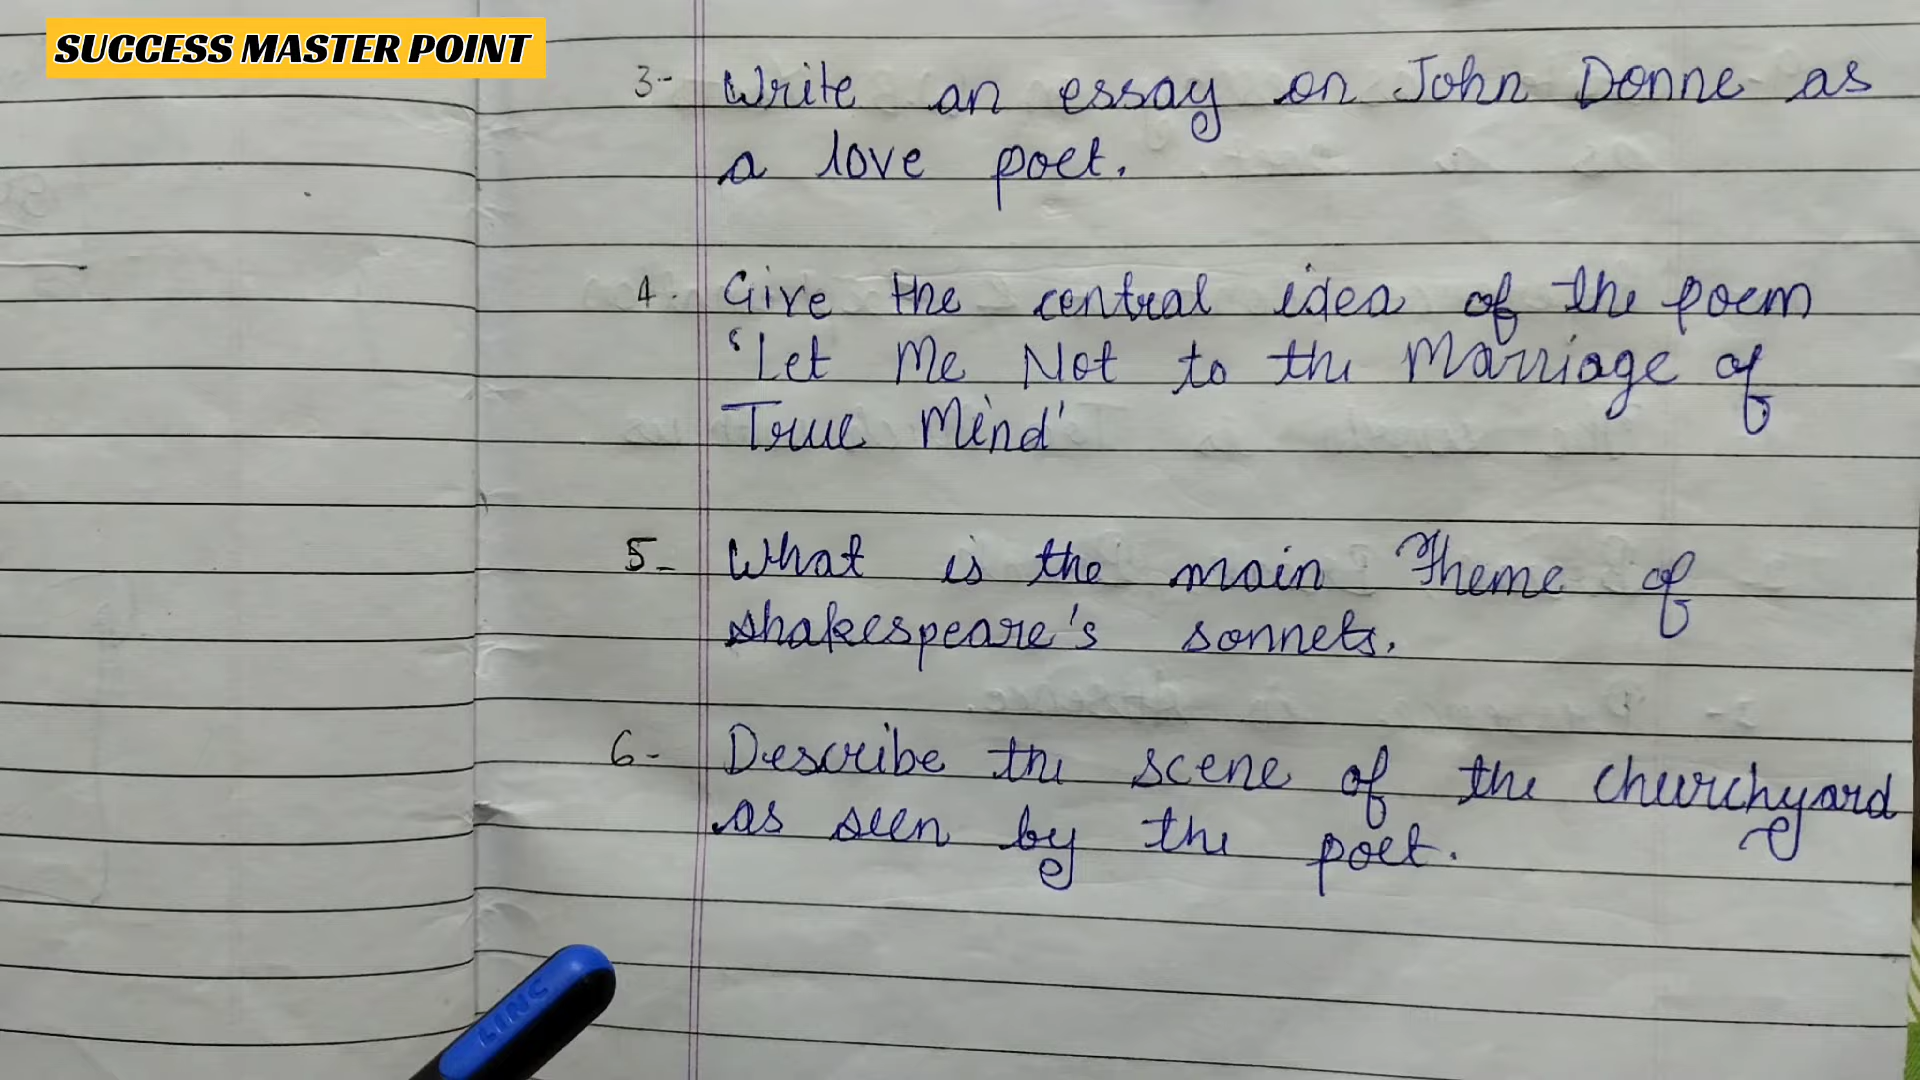 SUCCESS MASTER POINT
3- Write an essay on John Donne as
a love poet.
4. Give the central idea of the poem
'Let Me Not to the Marriage of
True Mind'
5- What is the main Theme of
shakespeare's sonnets.
6- Describe the scene of the churchyard
as seen by the poet.
LINC